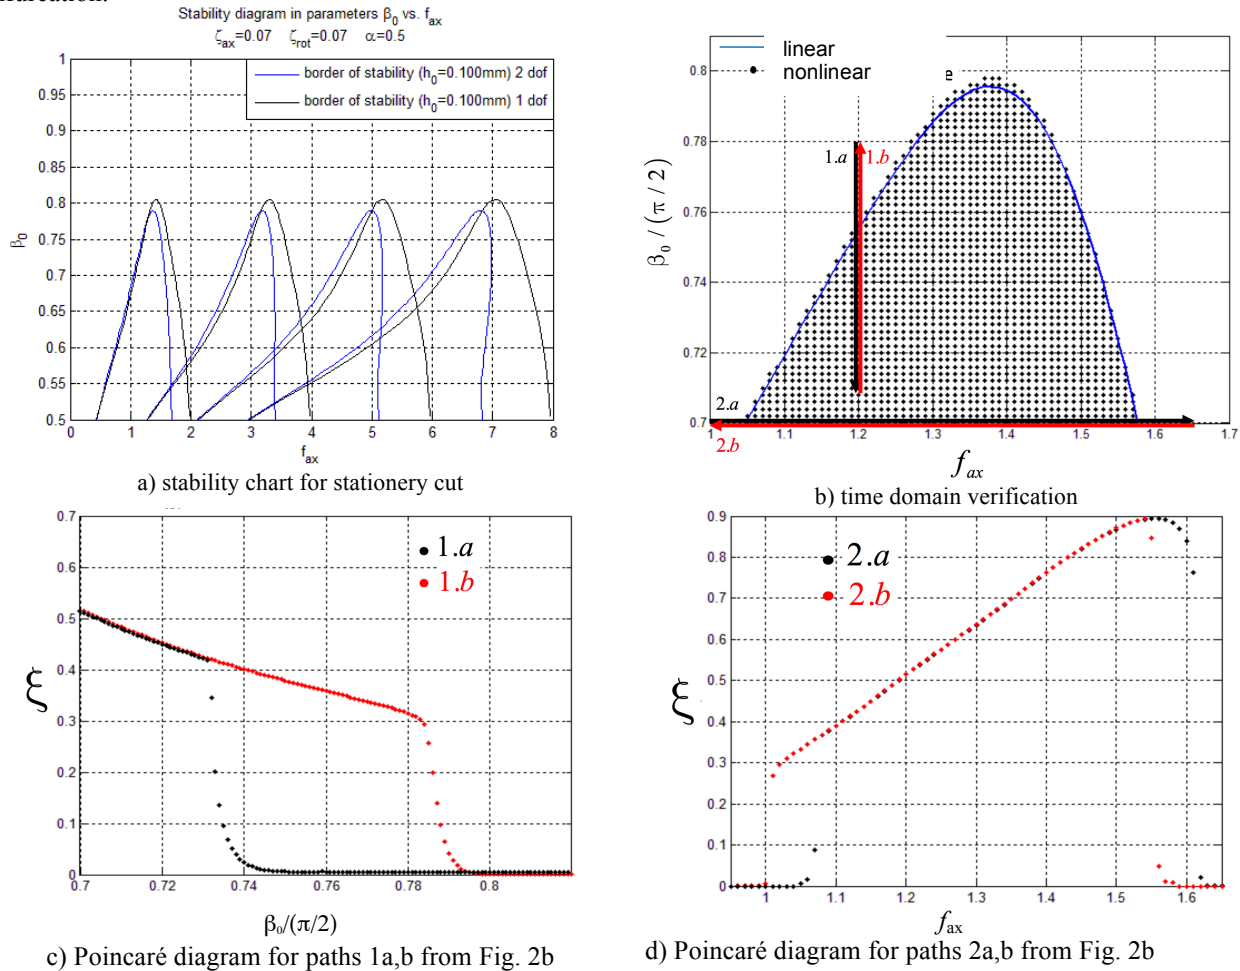 Stability diagram in parameters β0 vs. fax
ζax=0.07 ζrot=0.07 α=0.5
border of stability (h0=0.100mm) 2 dof
border of stability (h0=0.100mm) 1 dof
1
0.95
0.9
0.85
0.8
0.75
0.7
0.65
0.6
0.55
0.5
β0
0 1 2 3 4 5 6 7 8
fax
a) stability chart for stationery cut
linear
nonlinear
e
0.8
0.78
0.76
0.74
0.72
0.7
β0 / (π / 2)
1.a
1.b
2.a
2.b
1 1.1 1.2 1.3 1.4 1.5 1.6 1.7
fax
b) time domain verification
0.7
0.6
0.5
0.4
0.3
0.2
0.1
0
ξ
1.a
1.b
0.7 0.72 0.74 0.76 0.78 0.8
β0/(π/2)
c) Poincaré diagram for paths 1a,b from Fig. 2b
0.9
0.8
0.7
0.6
0.5
0.4
0.3
0.2
0.1
0
ξ
2.a
2.b
1 1.1 1.2 1.3 1.4 1.5 1.6
fax
d) Poincaré diagram for paths 2a,b from Fig. 2b